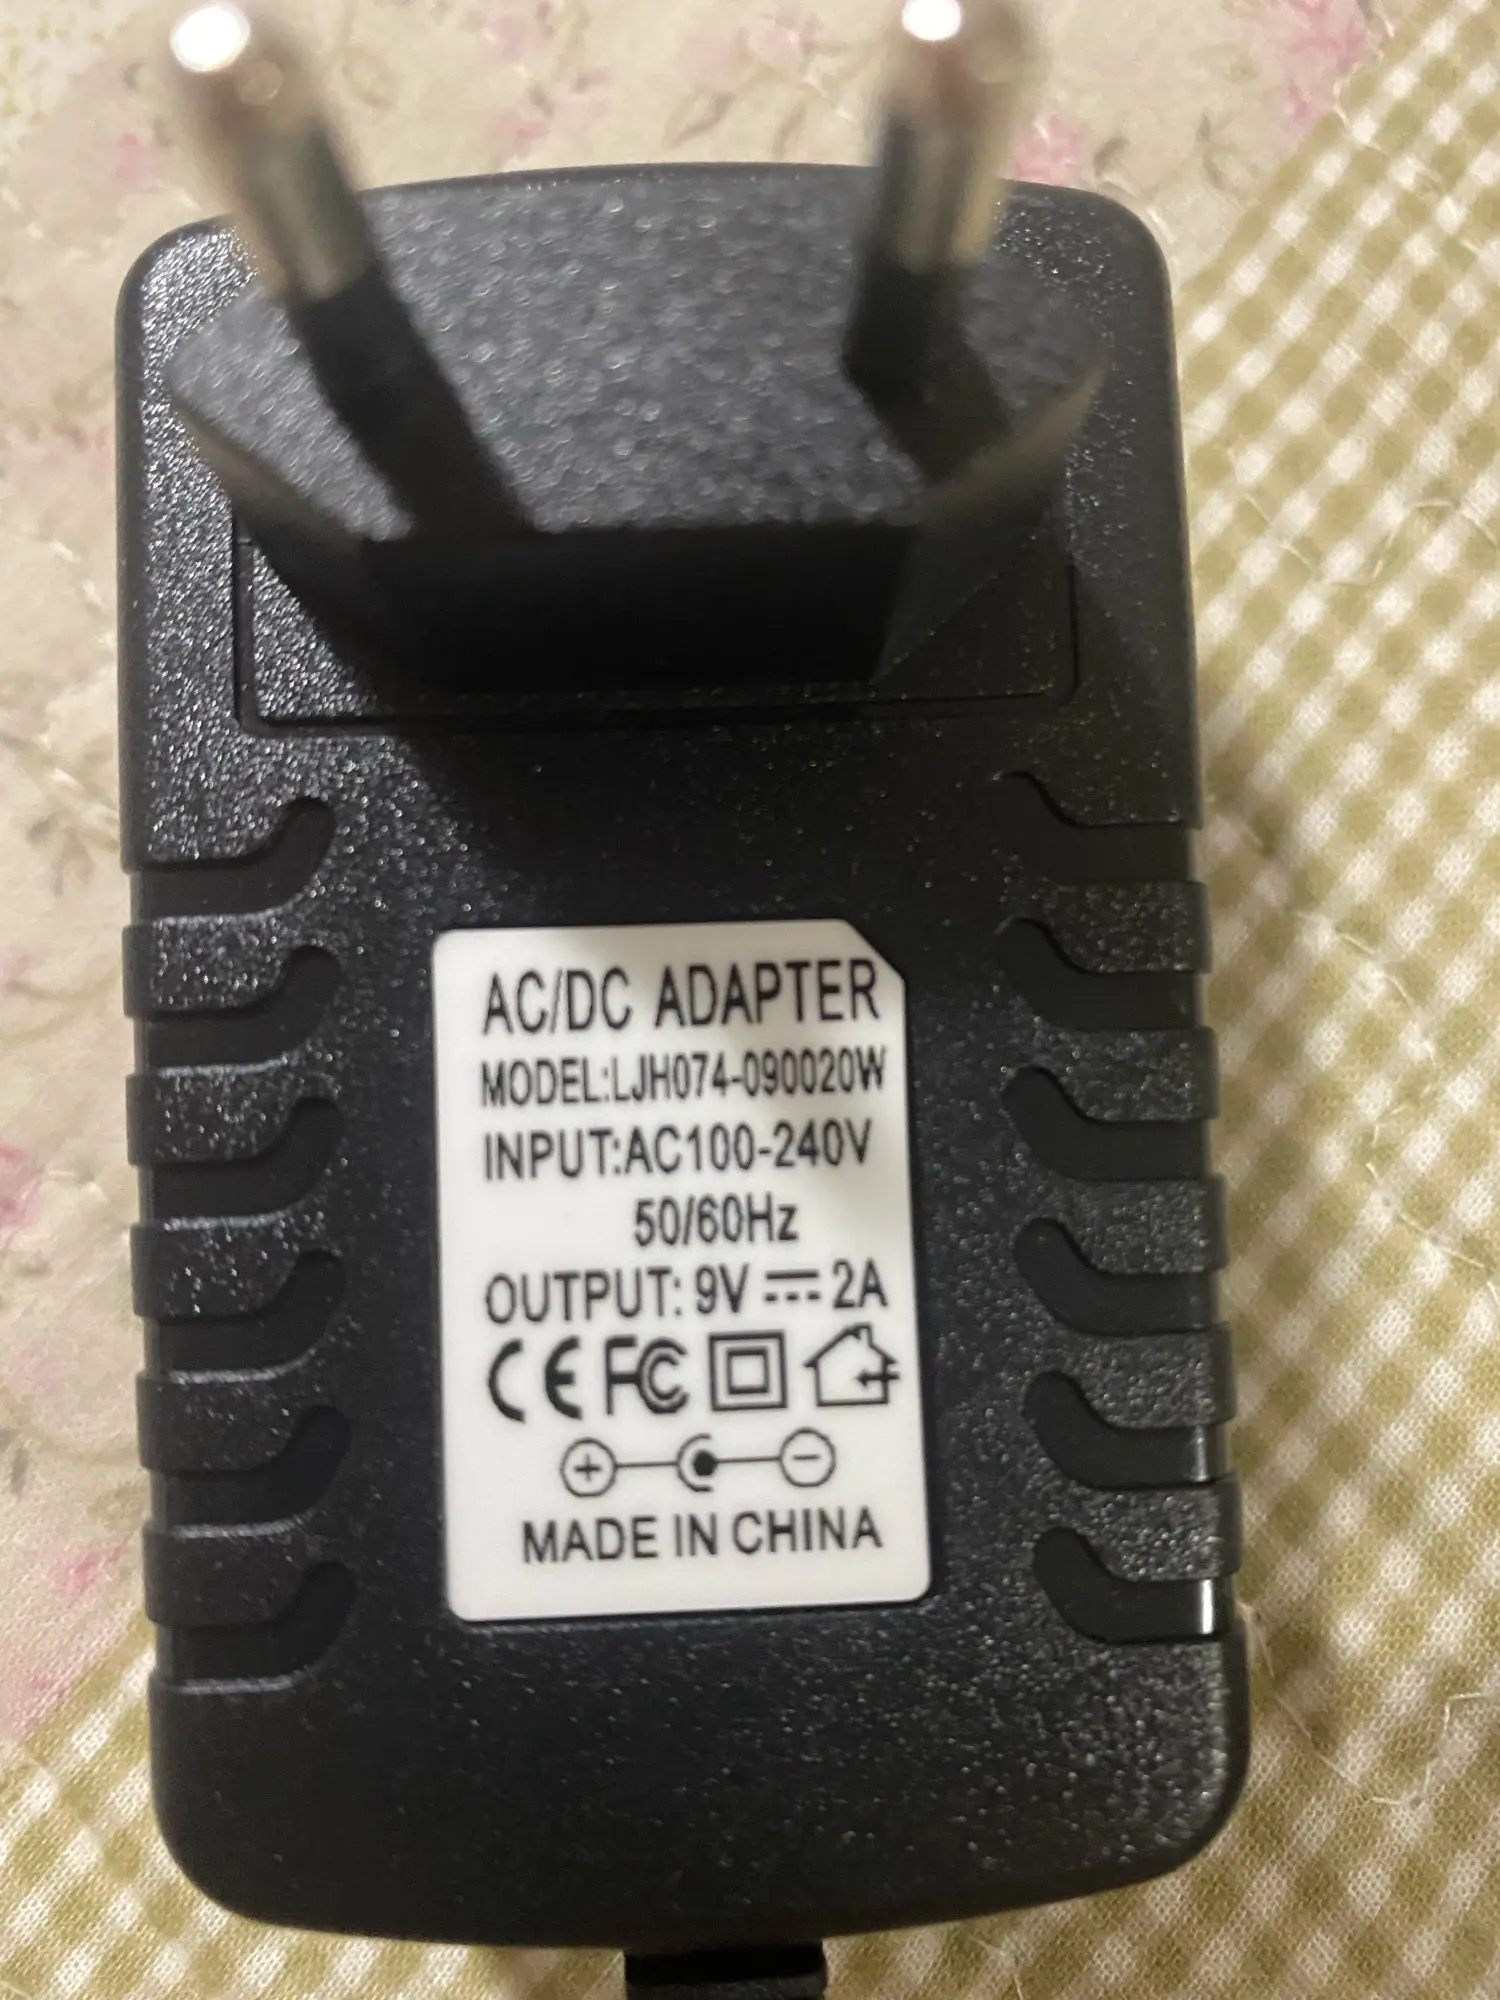 AC/DC ADAPTER
MODEL:LJH074-090020W
INPUT:AC100-240V
50/60Hz
OUTPUT: 9V ⎓ 2A
CE FC
+ −
MADE IN CHINA